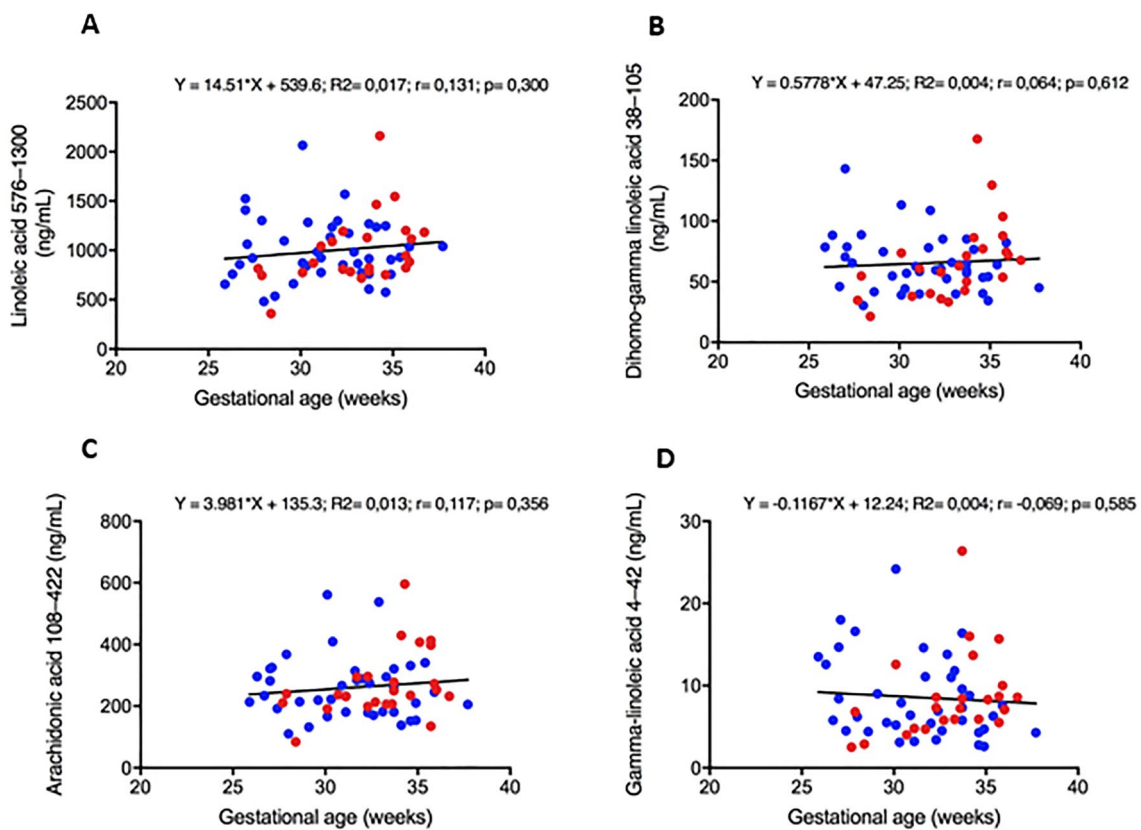 A
Y = 14.51*X + 539.6; R2= 0,017; r= 0,131; p= 0,300
Linoleic acid 576–1300
(ng/mL)
2500
2000
1500
1000
500
0
20
25
30
35
40
Gestational age (weeks)
B
Y = 0.5778*X + 47.25; R2= 0,004; r= 0,064; p= 0,612
Dihomo-gamma linoleic acid 38–105
(ng/mL)
200
150
100
50
0
20
25
30
35
40
Gestational age (weeks)
C
Y = 3.981*X + 135.3; R2= 0,013; r= 0,117; p= 0,356
Arachidonic acid 108–422 (ng/mL)
800
600
400
200
0
20
25
30
35
40
Gestational age (weeks)
D
Y = -0.1167*X + 12.24; R2= 0,004; r= -0,069; p= 0,585
Gamma-linoleic acid 4–42 (ng/mL)
30
20
10
0
20
25
30
35
40
Gestational age (weeks)